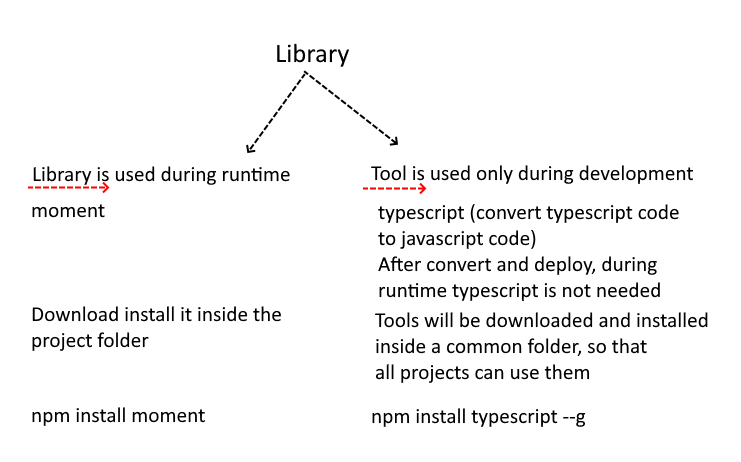 Library
Library is used during runtime
moment
Download install it inside the
project folder
npm install moment
Tool is used only during development
typescript (convert typescript code
to javascript code)
After convert and deploy, during
runtime typescript is not needed
Tools will be downloaded and installed
inside a common folder, so that
all projects can use them
npm install typescript --g